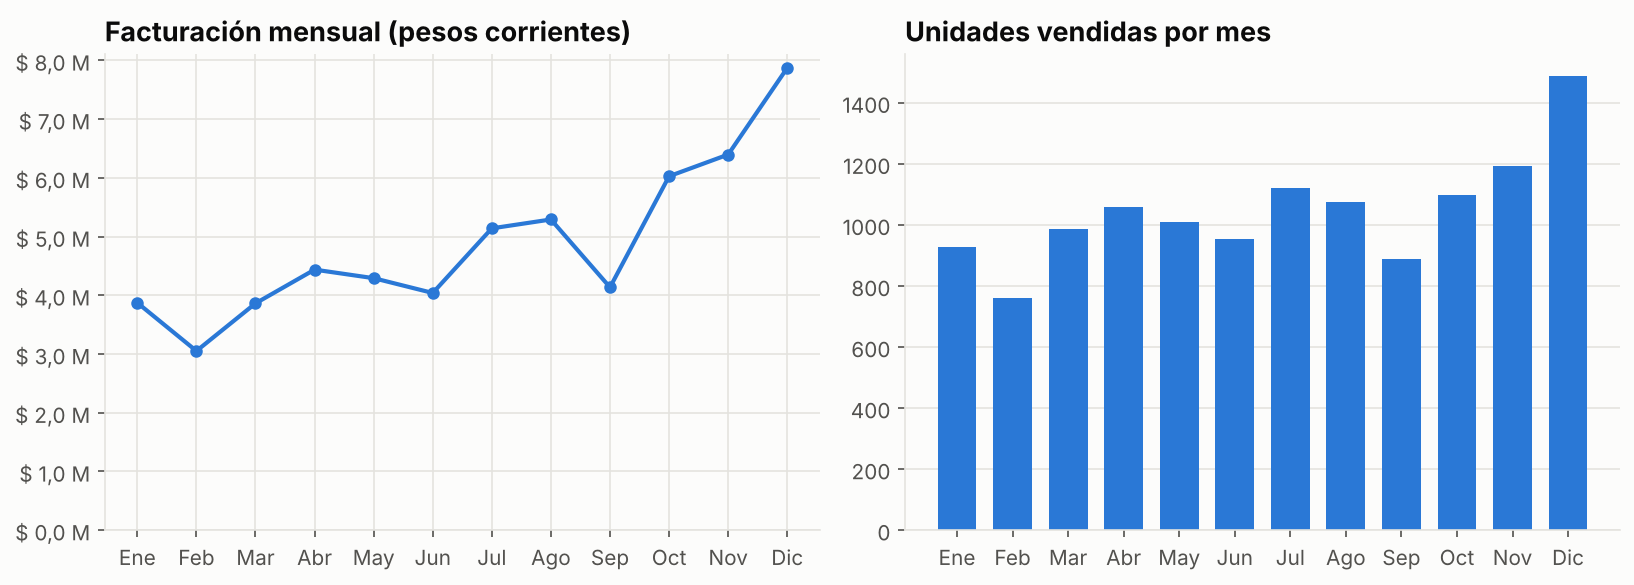 Facturación mensual (pesos corrientes)
$ 8,0 M
$ 7,0 M
$ 6,0 M
$ 5,0 M
$ 4,0 M
$ 3,0 M
$ 2,0 M
$ 1,0 M
$ 0,0 M
Ene Feb Mar Abr May Jun Jul Ago Sep Oct Nov Dic
Unidades vendidas por mes
1400
1200
1000
800
600
400
200
0
Ene Feb Mar Abr May Jun Jul Ago Sep Oct Nov Dic